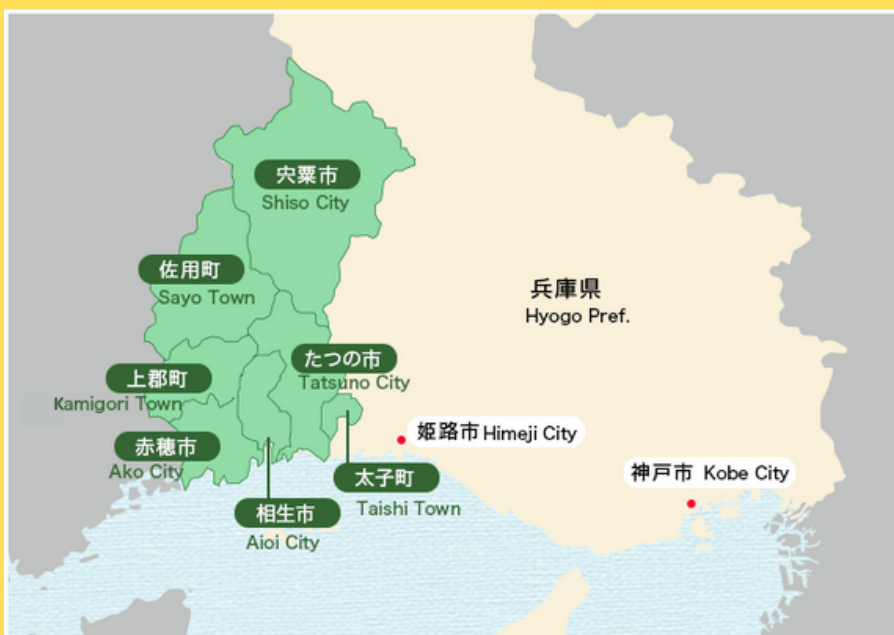 宍粟市
Shiso City
佐用町
Sayo Town
兵庫県
Hyogo Pref.
たつの市
Tatsuno City
上郡町
Kamigori Town
姫路市 Himeji City
赤穂市
Ako City
太子町
Taishi Town
神戸市 Kobe City
相生市
Aioi City